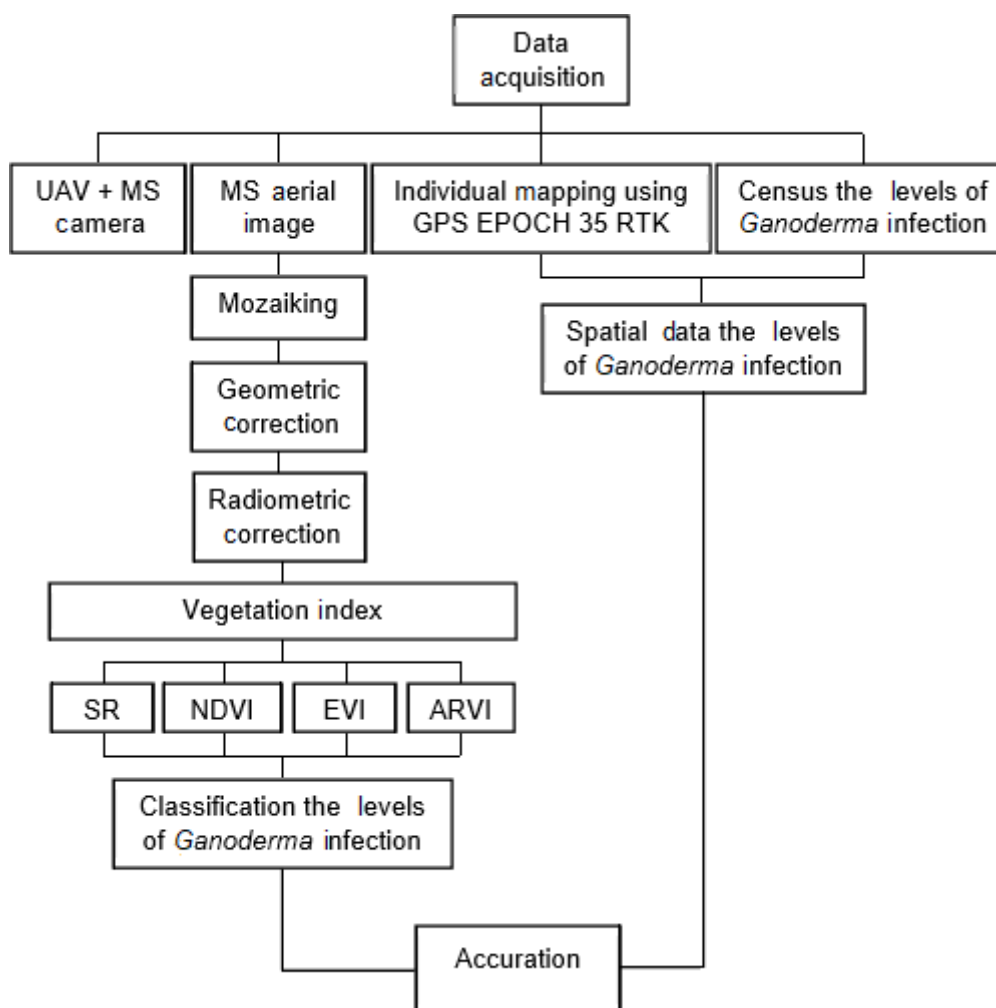 Data
acquisition
UAV + MS
camera
MS aerial
image
Individual mapping using
GPS EPOCH 35 RTK
Census the levels of
Ganoderma infection
Mozaiking
Spatial data the levels
of Ganoderma infection
Geometric
correction
Radiometric
correction
Vegetation index
SR
NDVI
EVI
ARVI
Classification the levels
of Ganoderma infection
Accuration